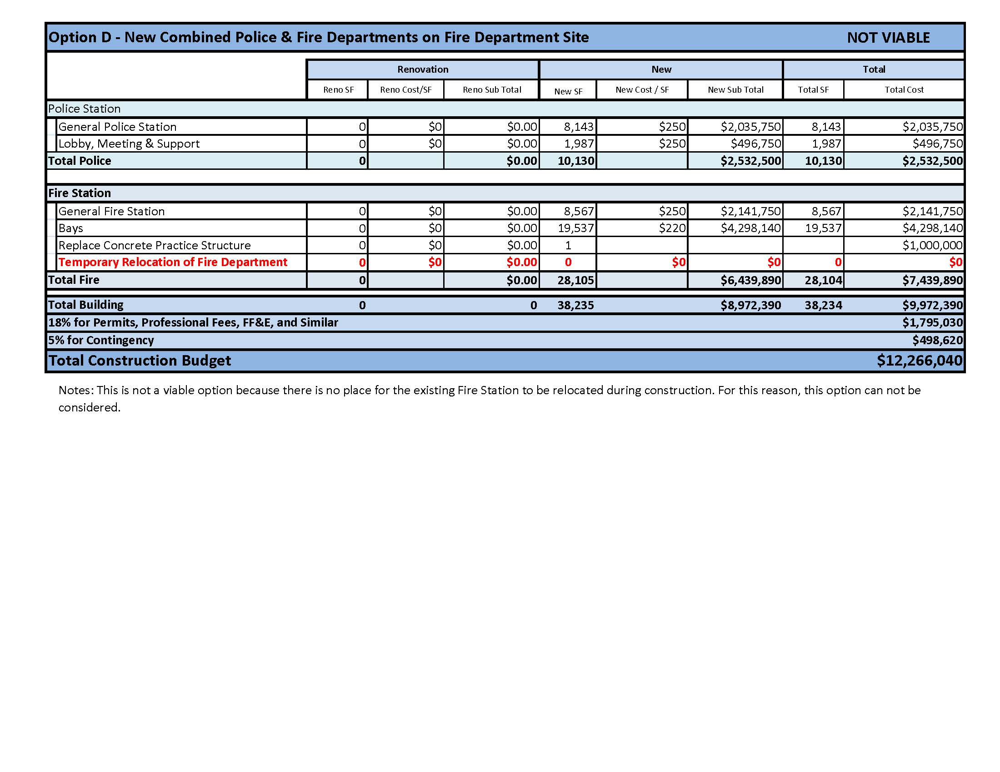 Option D - New Combined Police & Fire Departments on Fire Department Site NOT VIABLE
Renovation New Total
Reno SF Reno Cost/SF Reno Sub Total New SF New Cost / SF New Sub Total Total SF Total Cost
Police Station
General Police Station 0 $0 $0.00 8,143 $250 $2,035,750 8,143 $2,035,750
Lobby, Meeting & Support 0 $0 $0.00 1,987 $250 $496,750 1,987 $496,750
Total Police 0 $0.00 10,130 $2,532,500 10,130 $2,532,500
Fire Station
General Fire Station 0 $0 $0.00 8,567 $250 $2,141,750 8,567 $2,141,750
Bays 0 $0 $0.00 19,537 $220 $4,298,140 19,537 $4,298,140
Replace Concrete Practice Structure 0 $0 $0.00 1 $1,000,000
Temporary Relocation of Fire Department 0 $0 $0.00 0 $0 $0 0 $0
Total Fire 0 $0.00 28,105 $6,439,890 28,104 $7,439,890
Total Building 0 0 38,235 $8,972,390 38,234 $9,972,390
18% for Permits, Professional Fees, FF&E, and Similar $1,795,030
5% for Contingency $498,620
Total Construction Budget $12,266,040
Notes: This is not a viable option because there is no place for the existing Fire Station to be relocated during construction. For this reason, this option can not be
considered.